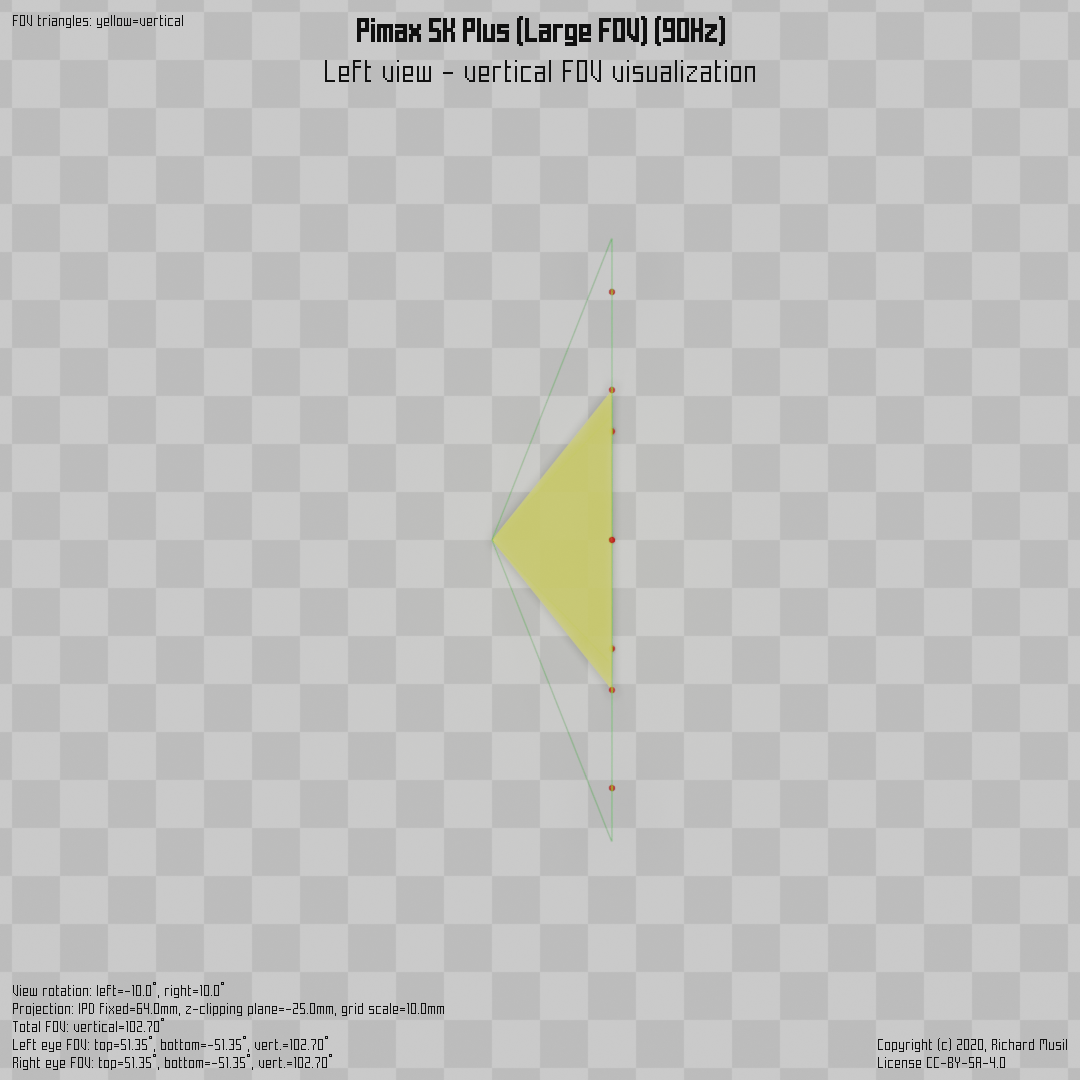 FOV triangles: yellow=vertical
Pimax 5K Plus (Large FOV) (90Hz)
Left view - vertical FOV visualization
View rotation: left=-10.0°, right=10.0°
Projection: IPD fixed=64.0mm, z-clipping plane=-25.0mm, grid scale=10.0mm
Total FOV: vertical=102.70°
Left eye FOV: top=51.35°, bottom=-51.35°, vert.=102.70°
Right eye FOV: top=51.35°, bottom=-51.35°, vert.=102.70°
Copyright (c) 2020, Richard Musil
License CC-BY-SA-4.0